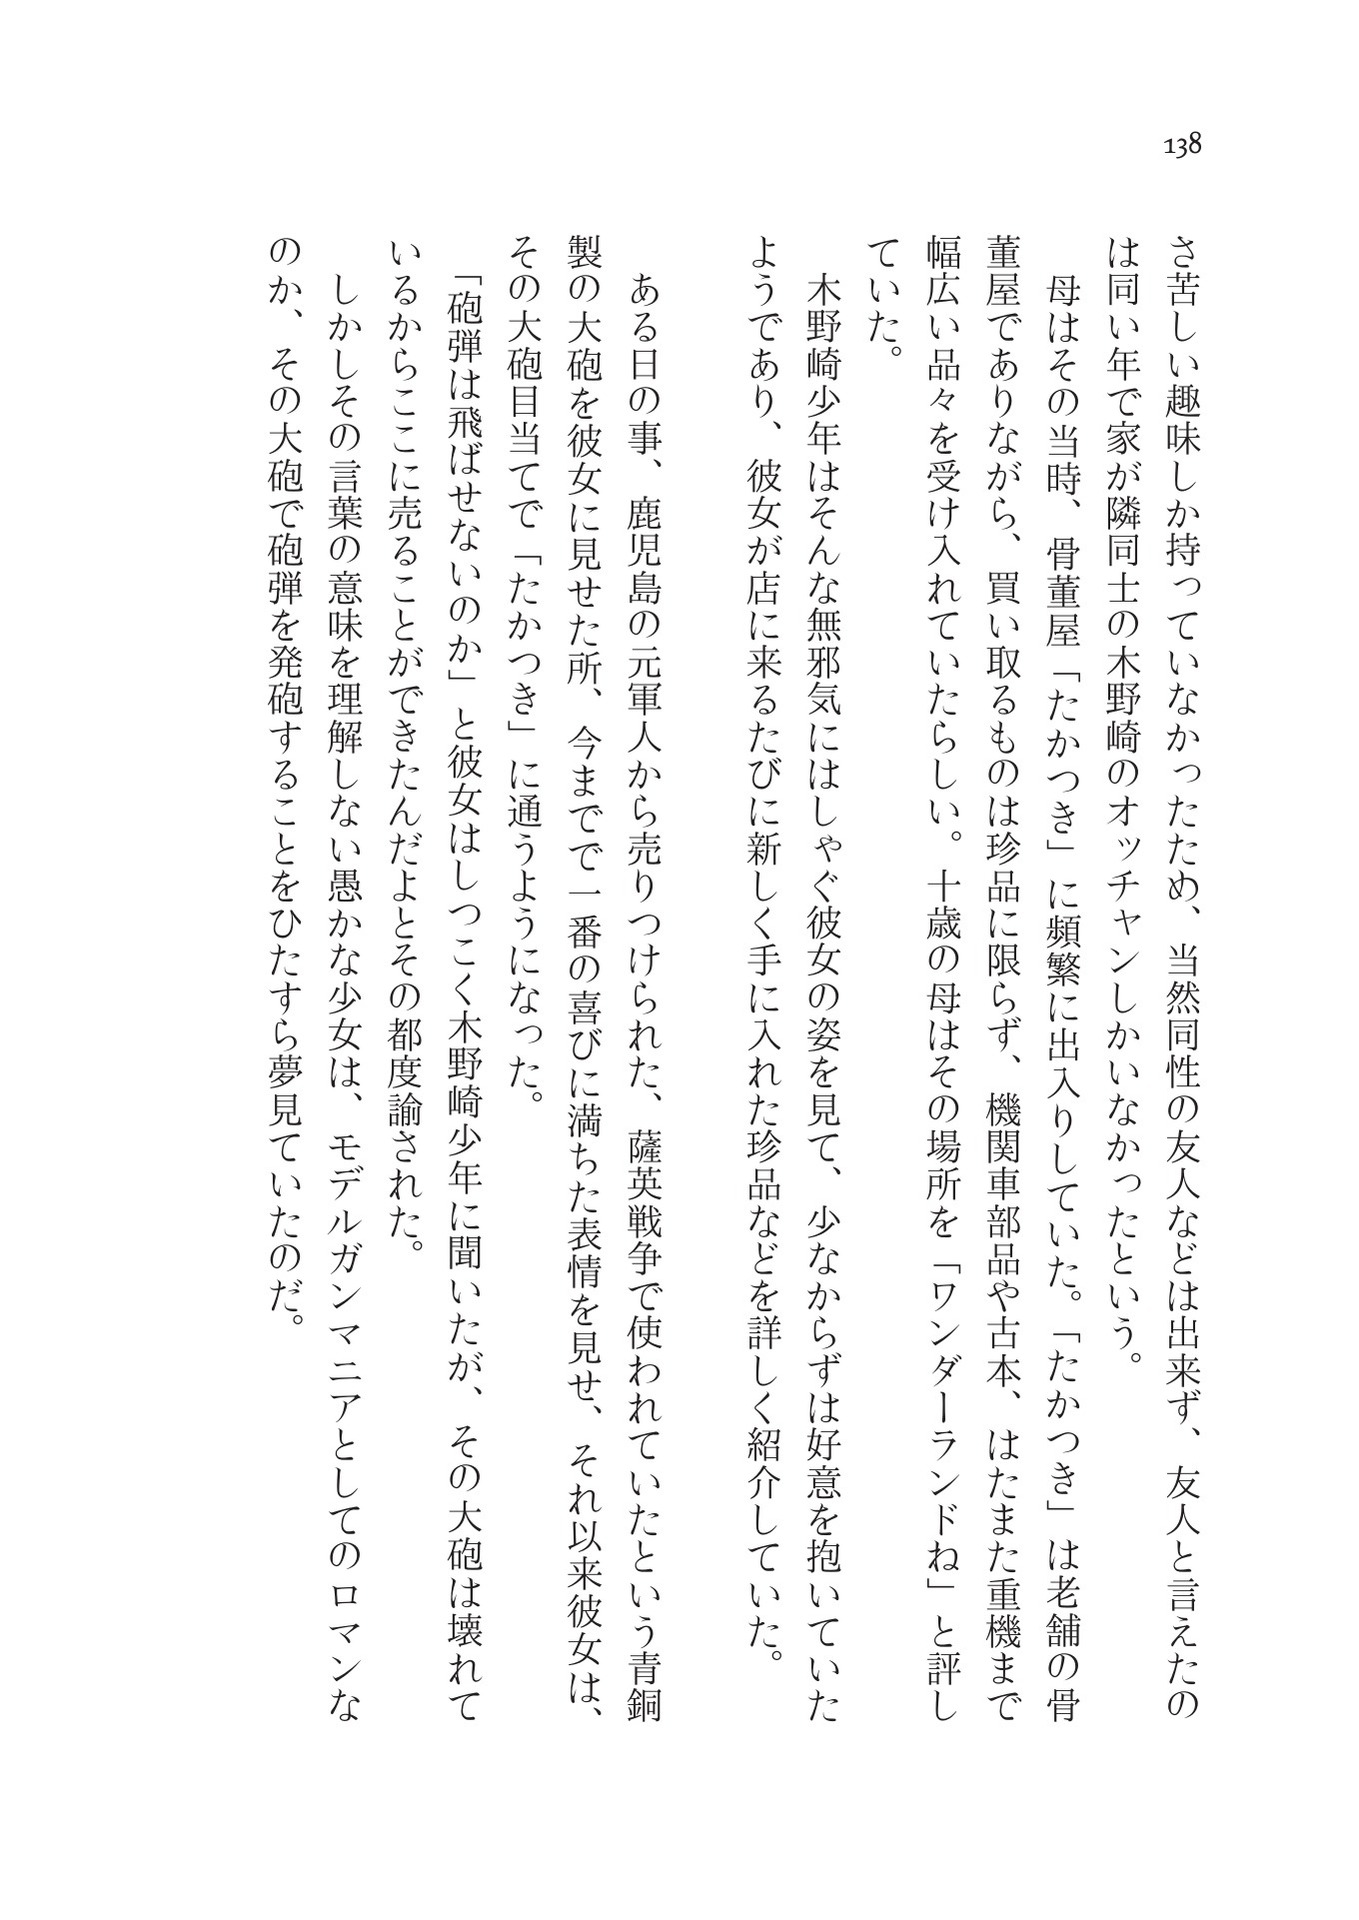 138
さ苦しい趣味しか持っていなかったため、当然同性の友人などは出来ず、友人と言えたの
は同い年で家が隣同士の木野崎のオッチャンしかいなかったという。
母はその当時、骨董屋「たかつき」に頻繁に出入りしていた。「たかつき」は老舗の骨
董屋でありながら、買い取るものは珍品に限らず、機関車部品や古本、はたまた重機まで
幅広い品々を受け入れていたらしい。十歳の母はその場所を「ワンダーランドね」と評し
ていた。
木野崎少年はそんな無邪気にはしゃぐ彼女の姿を見て、少なからずは好意を抱いていた
ようであり、彼女が店に来るたびに新しく手に入れた珍品などを詳しく紹介していた。
ある日の事、鹿児島の元軍人から売りつけられた、薩英戦争で使われていたという青銅
製の大砲を彼女に見せた所、今までで一番の喜びに満ちた表情を見せ、それ以来彼女は、
その大砲目当てで「たかつき」に通うようになった。
「砲弾は飛ばせないのか」と彼女はしつこく木野崎少年に聞いたが、その大砲は壊れて
いるからここに売ることができたんだよとその都度諭された。
しかしその言葉の意味を理解しない愚かな少女は、モデルガンマニアとしてのロマンな
のか、その大砲で砲弾を発砲することをひたすら夢見ていたのだ。